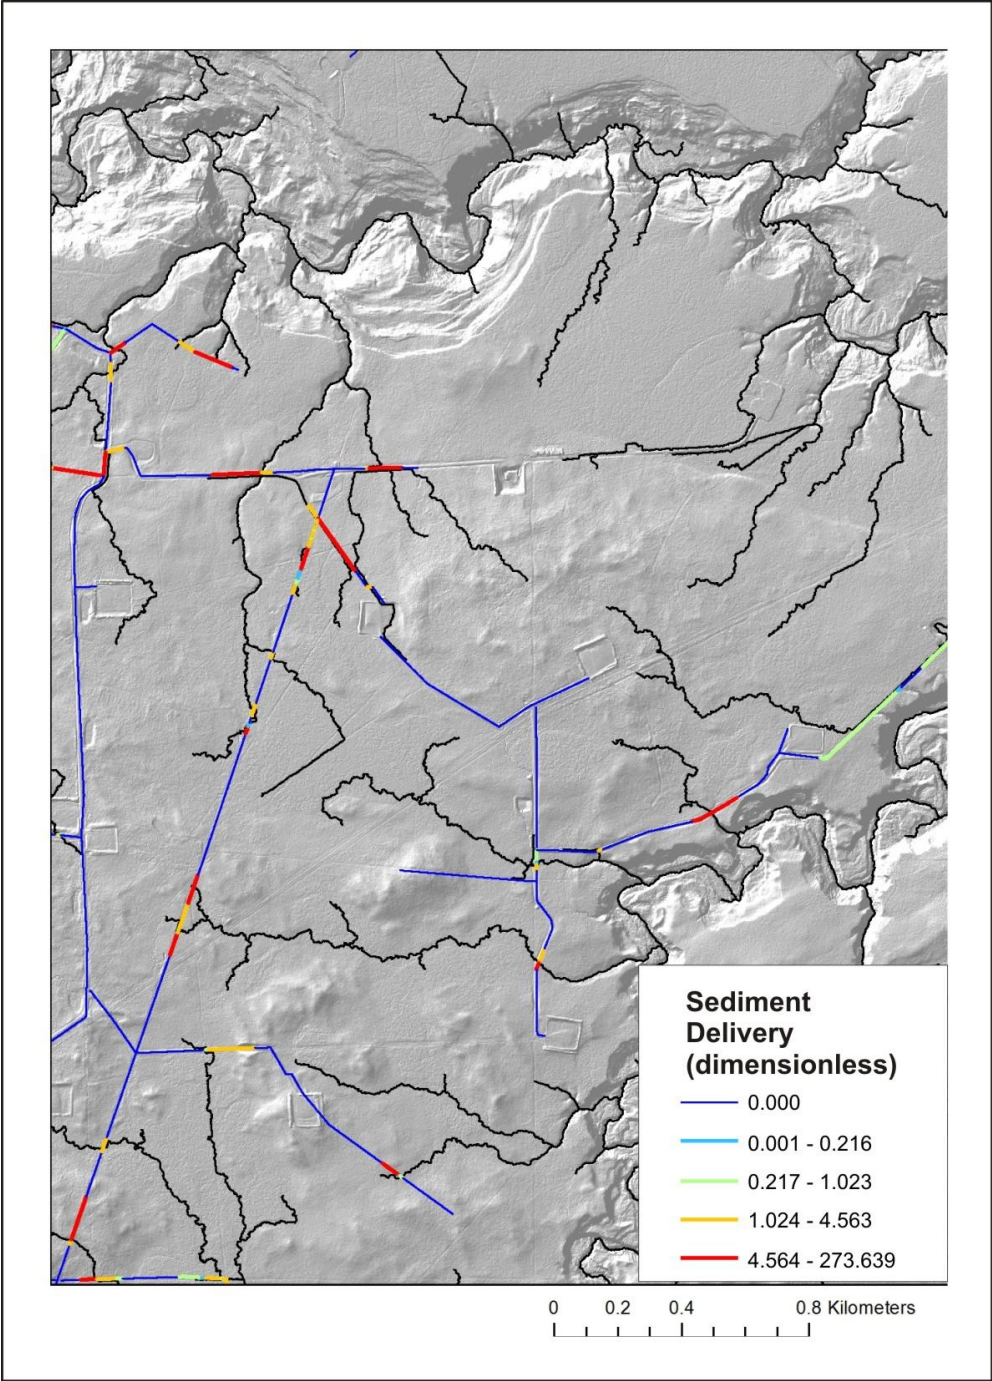 Sediment
Delivery
(dimensionless)
0.000
0.001 - 0.216
0.217 - 1.023
1.024 - 4.563
4.564 - 273.639
0 0.2 0.4 0.8 Kilometers